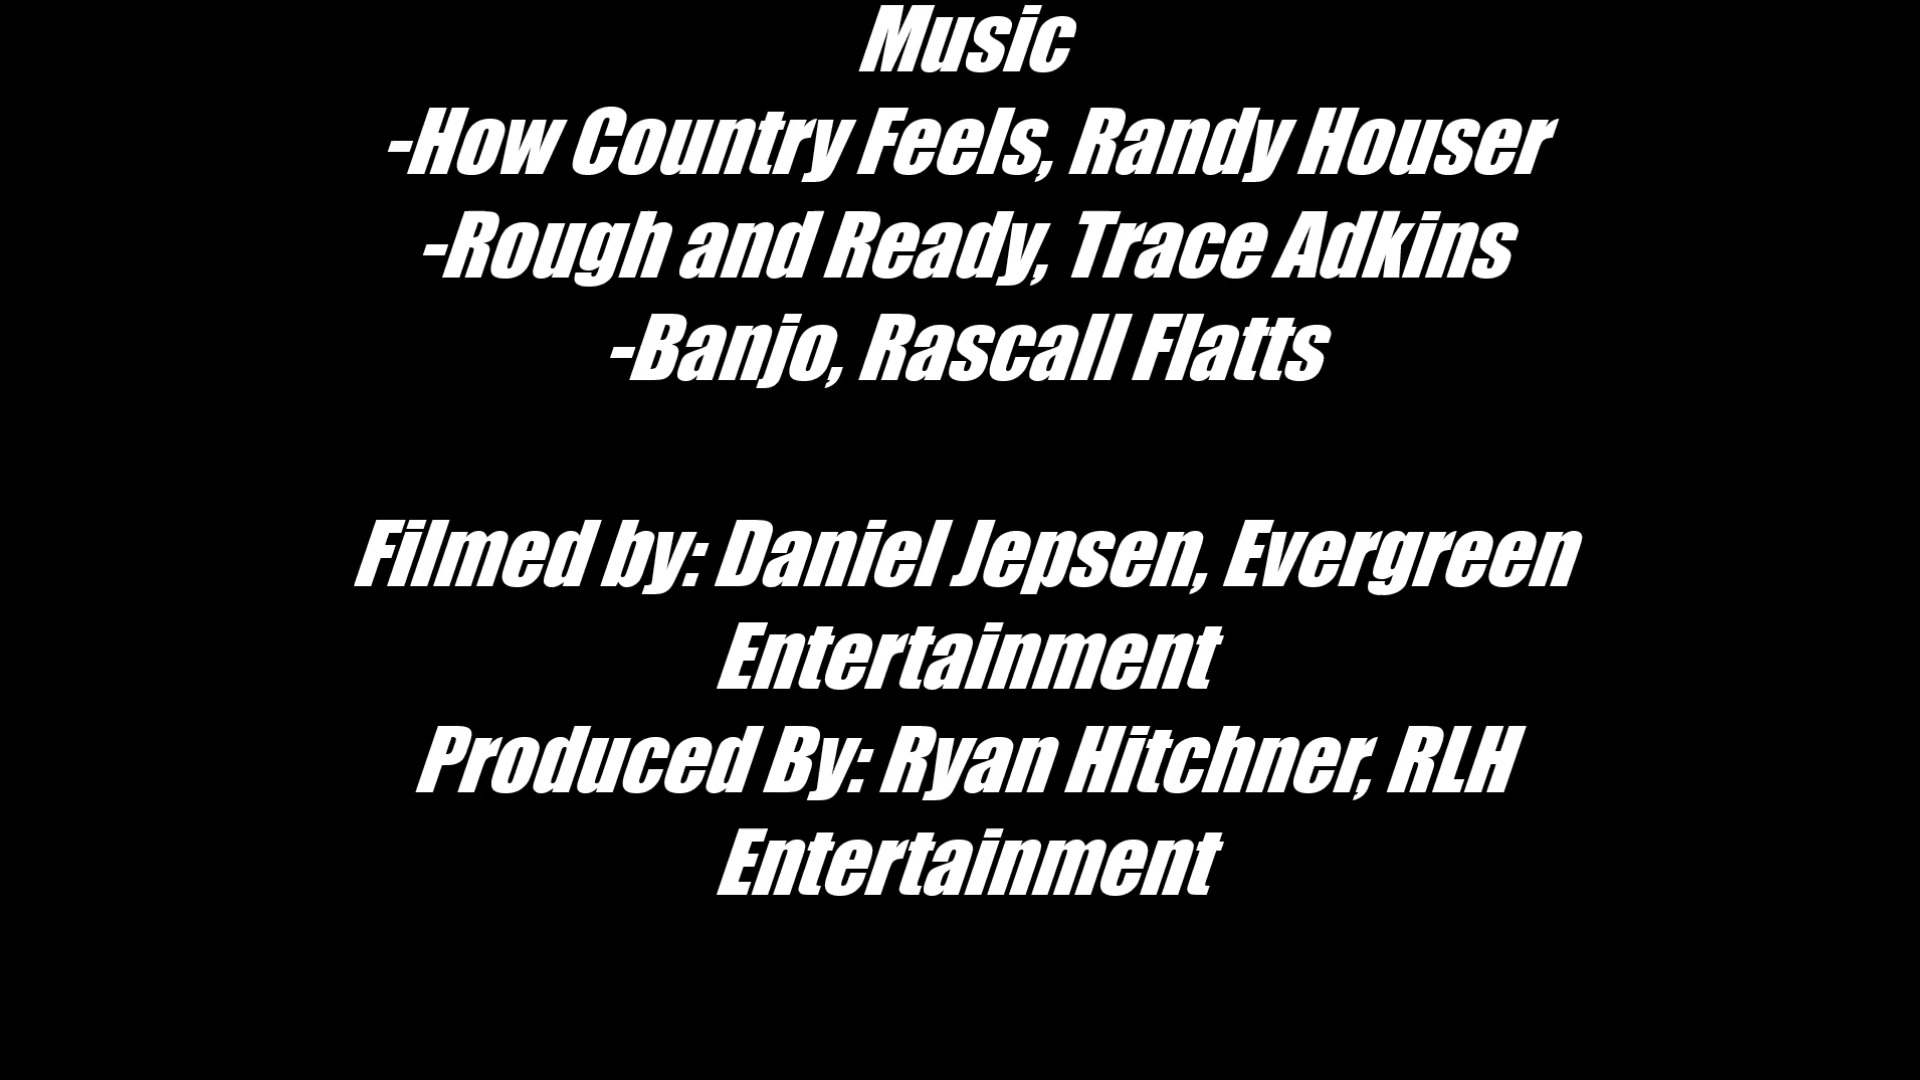 Music
-How Country Feels, Randy Houser
-Rough and Ready, Trace Adkins
-Banjo, Rascall Flatts
Filmed by: Daniel Jepsen, Evergreen
Entertainment
Produced By: Ryan Hitchner, RLH
Entertainment